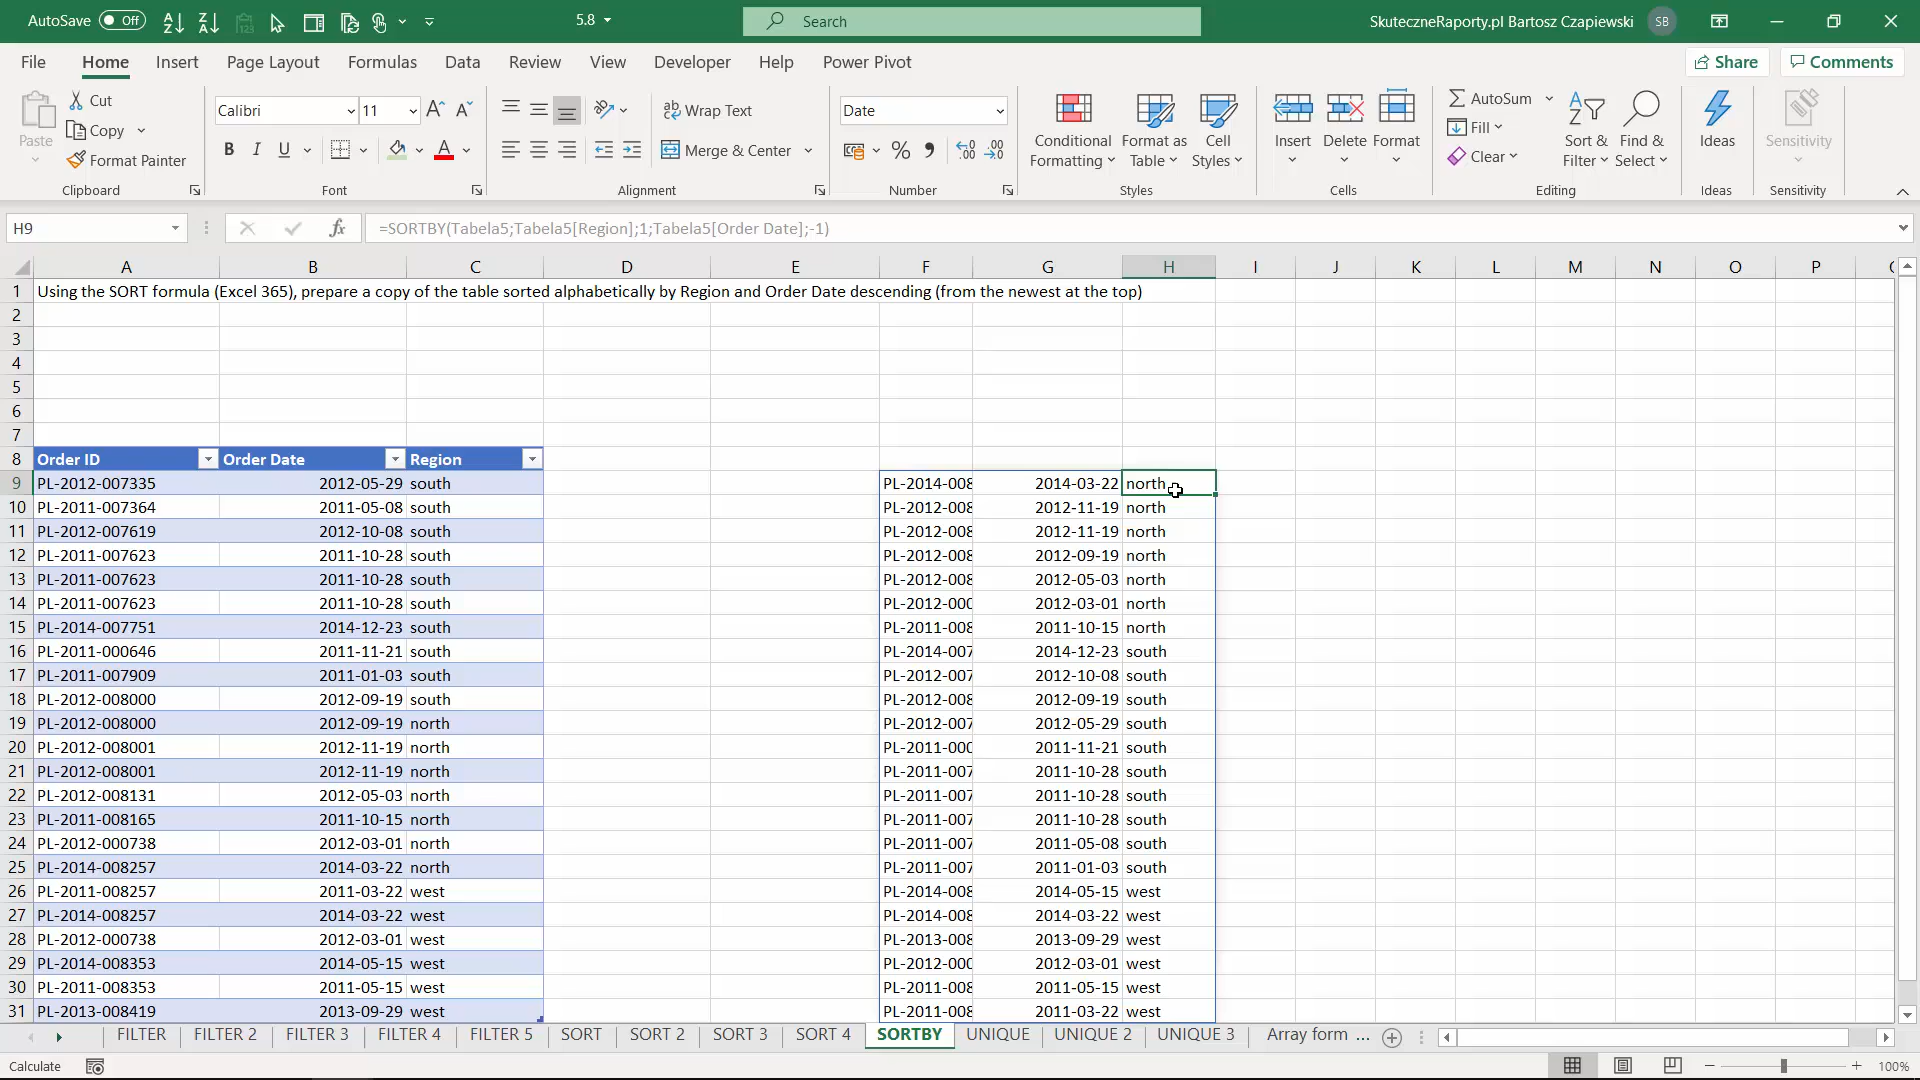 AutoSave Off 5.8 Search SkuteczneRaporty.pl Bartosz Czapiewski SB
File Home Insert Page Layout Formulas Data Review View Developer Help Power Pivot Share Comments
Paste Cut Copy Format Painter Clipboard
Calibri 11 B I U Font
Wrap Text Merge & Center Alignment
Date % Number
Conditional Formatting Format as Table Cell Styles Styles
Insert Delete Format Cells
AutoSum Fill Clear Sort & Filter Find & Select Editing
Ideas Ideas
Sensitivity Sensitivity
H9 fx =SORTBY(Tabela5;Tabela5[Region];1;Tabela5[Order Date];-1)
A B C D E F G H I J K L M N O P
1 Using the SORT formula (Excel 365), prepare a copy of the table sorted alphabetically by Region and Order Date descending (from the newest at the top)
2
3
4
5
6
7
8 Order ID Order Date Region
9 PL-2012-007335 2012-05-29 south PL-2014-008 2014-03-22 north
10 PL-2011-007364 2011-05-08 south PL-2012-008 2012-11-19 north
11 PL-2012-007619 2012-10-08 south PL-2012-008 2012-11-19 north
12 PL-2011-007623 2011-10-28 south PL-2012-008 2012-09-19 north
13 PL-2011-007623 2011-10-28 south PL-2012-008 2012-05-03 north
14 PL-2011-007623 2011-10-28 south PL-2012-000 2012-03-01 north
15 PL-2014-007751 2014-12-23 south PL-2011-008 2011-10-15 north
16 PL-2011-000646 2011-11-21 south PL-2014-007 2014-12-23 south
17 PL-2011-007909 2011-01-03 south PL-2012-007 2012-10-08 south
18 PL-2012-008000 2012-09-19 south PL-2012-008 2012-09-19 south
19 PL-2012-008000 2012-09-19 north PL-2012-007 2012-05-29 south
20 PL-2012-008001 2012-11-19 north PL-2011-000 2011-11-21 south
21 PL-2012-008001 2012-11-19 north PL-2011-007 2011-10-28 south
22 PL-2012-008131 2012-05-03 north PL-2011-007 2011-10-28 south
23 PL-2011-008165 2011-10-15 north PL-2011-007 2011-10-28 south
24 PL-2012-000738 2012-03-01 north PL-2011-007 2011-05-08 south
25 PL-2014-008257 2014-03-22 north PL-2011-007 2011-01-03 south
26 PL-2011-008257 2011-03-22 west PL-2014-008 2014-05-15 west
27 PL-2014-008257 2014-03-22 west PL-2014-008 2014-03-22 west
28 PL-2012-000738 2012-03-01 west PL-2013-008 2013-09-29 west
29 PL-2014-008353 2014-05-15 west PL-2012-000 2012-03-01 west
30 PL-2011-008353 2011-05-15 west PL-2011-008 2011-05-15 west
31 PL-2013-008419 2013-09-29 west PL-2011-008 2011-03-22 west
FILTER FILTER 2 FILTER 3 FILTER 4 FILTER 5 SORT SORT 2 SORT 3 SORT 4 SORTBY UNIQUE UNIQUE 2 UNIQUE 3 Array form ...
Calculate 100%